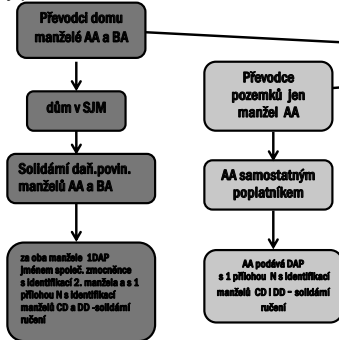 Převodci domu
manželé AA a BA
dům v SJM
Solidární daň.povin.
manželů AA a BA
za oba manžele 1DAP
jménem společ. zmocněnce
s identifikací 2. manžela a s 1
přílohou N s identifikací
manželů CD a DD -solidární
ručení
Převodce
pozemků jen
manžel AA
AA samostatným
poplatníkem
AA podává DAP
s 1 přílohou N s identifikací
manželů CD i DD – solidární
ručení